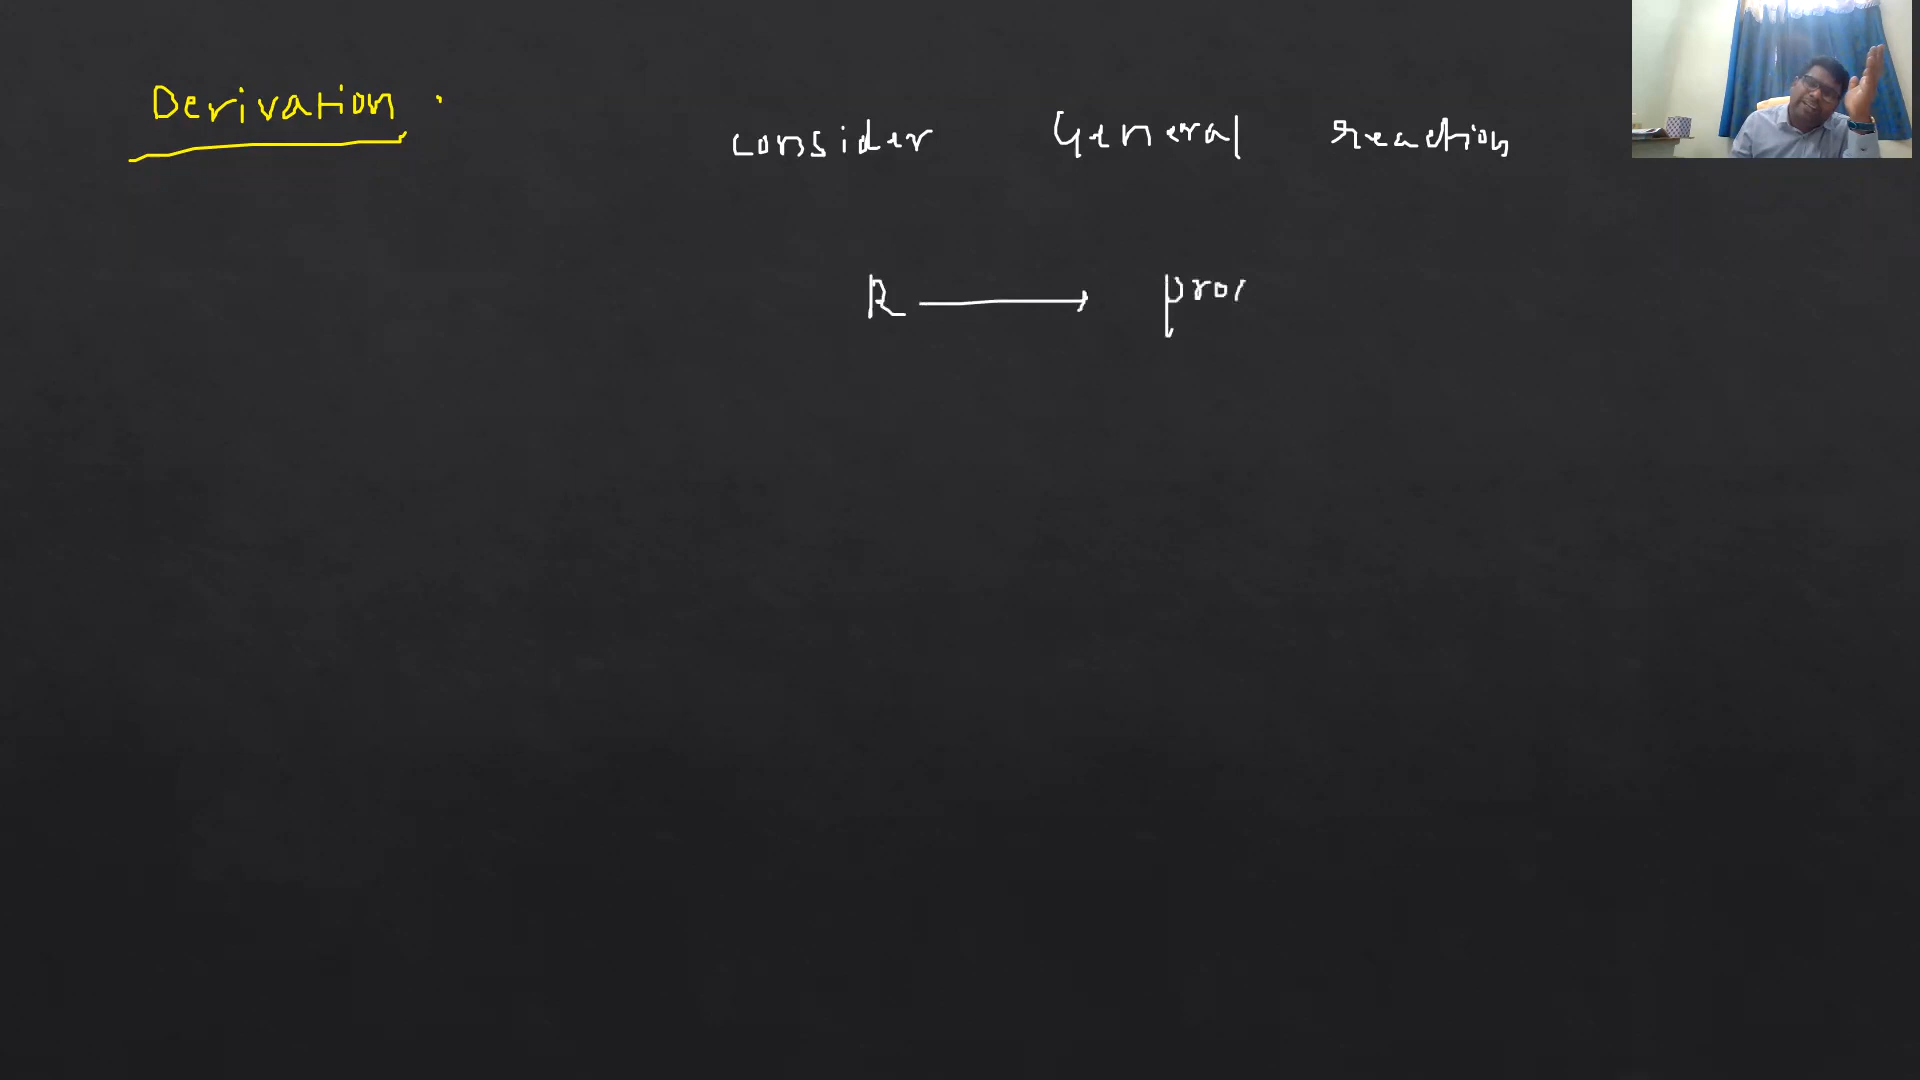 Derivation .
consider General reaction
R ⟶ pro